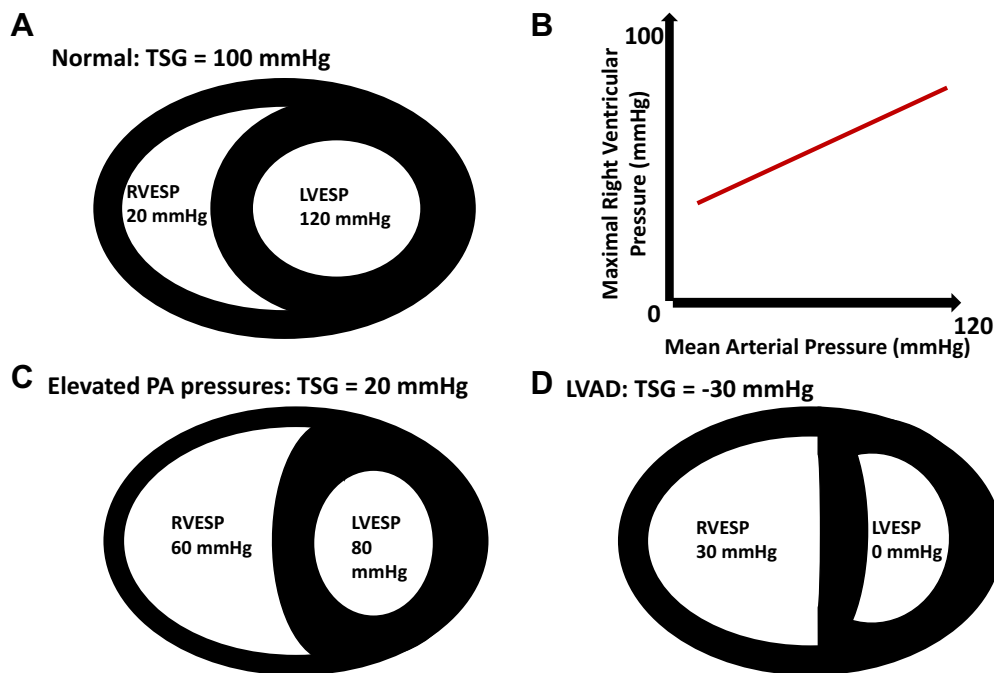 A
Normal: TSG = 100 mmHg
RVESP
20 mmHg
LVESP
120 mmHg
B
100
Maximal Right Ventricular
Pressure (mmHg)
0
120
Mean Arterial Pressure (mmHg)
C
Elevated PA pressures: TSG = 20 mmHg
RVESP
60 mmHg
LVESP
80
mmHg
D
LVAD: TSG = -30 mmHg
RVESP
30 mmHg
LVESP
0 mmHg